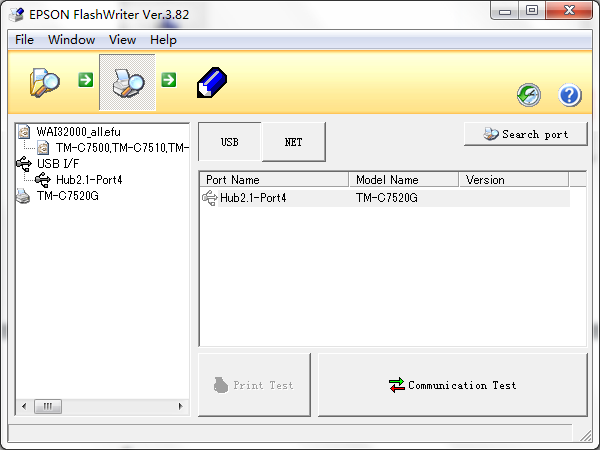 EPSON FlashWriter Ver.3.82
File Window View Help
WAI32000_all.efu
TM-C7500,TM-C7510,TM-
USB I/F
Hub2.1-Port4
TM-C7520G
USB NET
Search port
Port Name Model Name Version
Hub2.1-Port4 TM-C7520G
Print Test
Communication Test